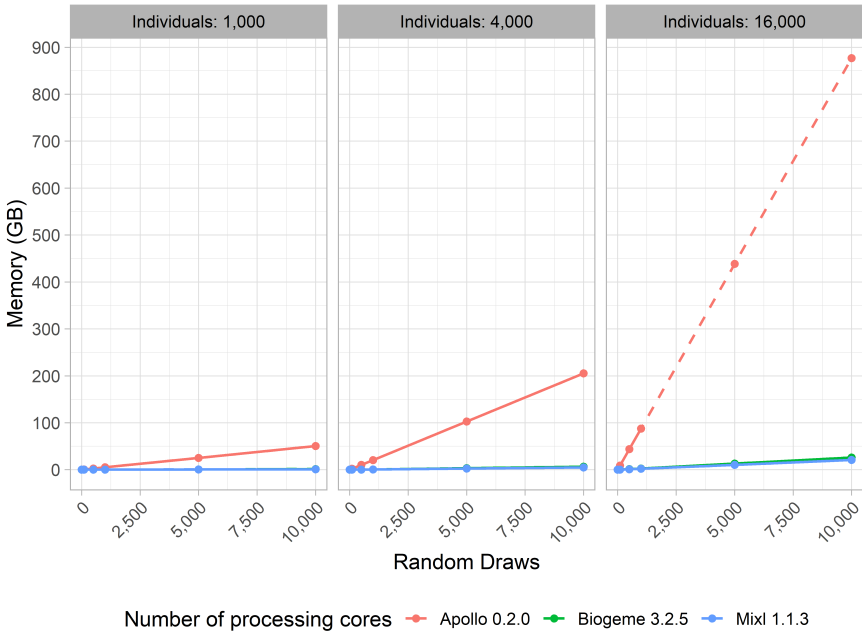 Individuals: 1,000
Individuals: 4,000
Individuals: 16,000
Memory (GB)
900
800
700
600
500
400
300
200
100
0
0 2,500 5,000 7,500 10,000
0 2,500 5,000 7,500 10,000
0 2,500 5,000 7,500 10,000
Random Draws
Number of processing cores Apollo 0.2.0 Biogeme 3.2.5 Mixl 1.1.3